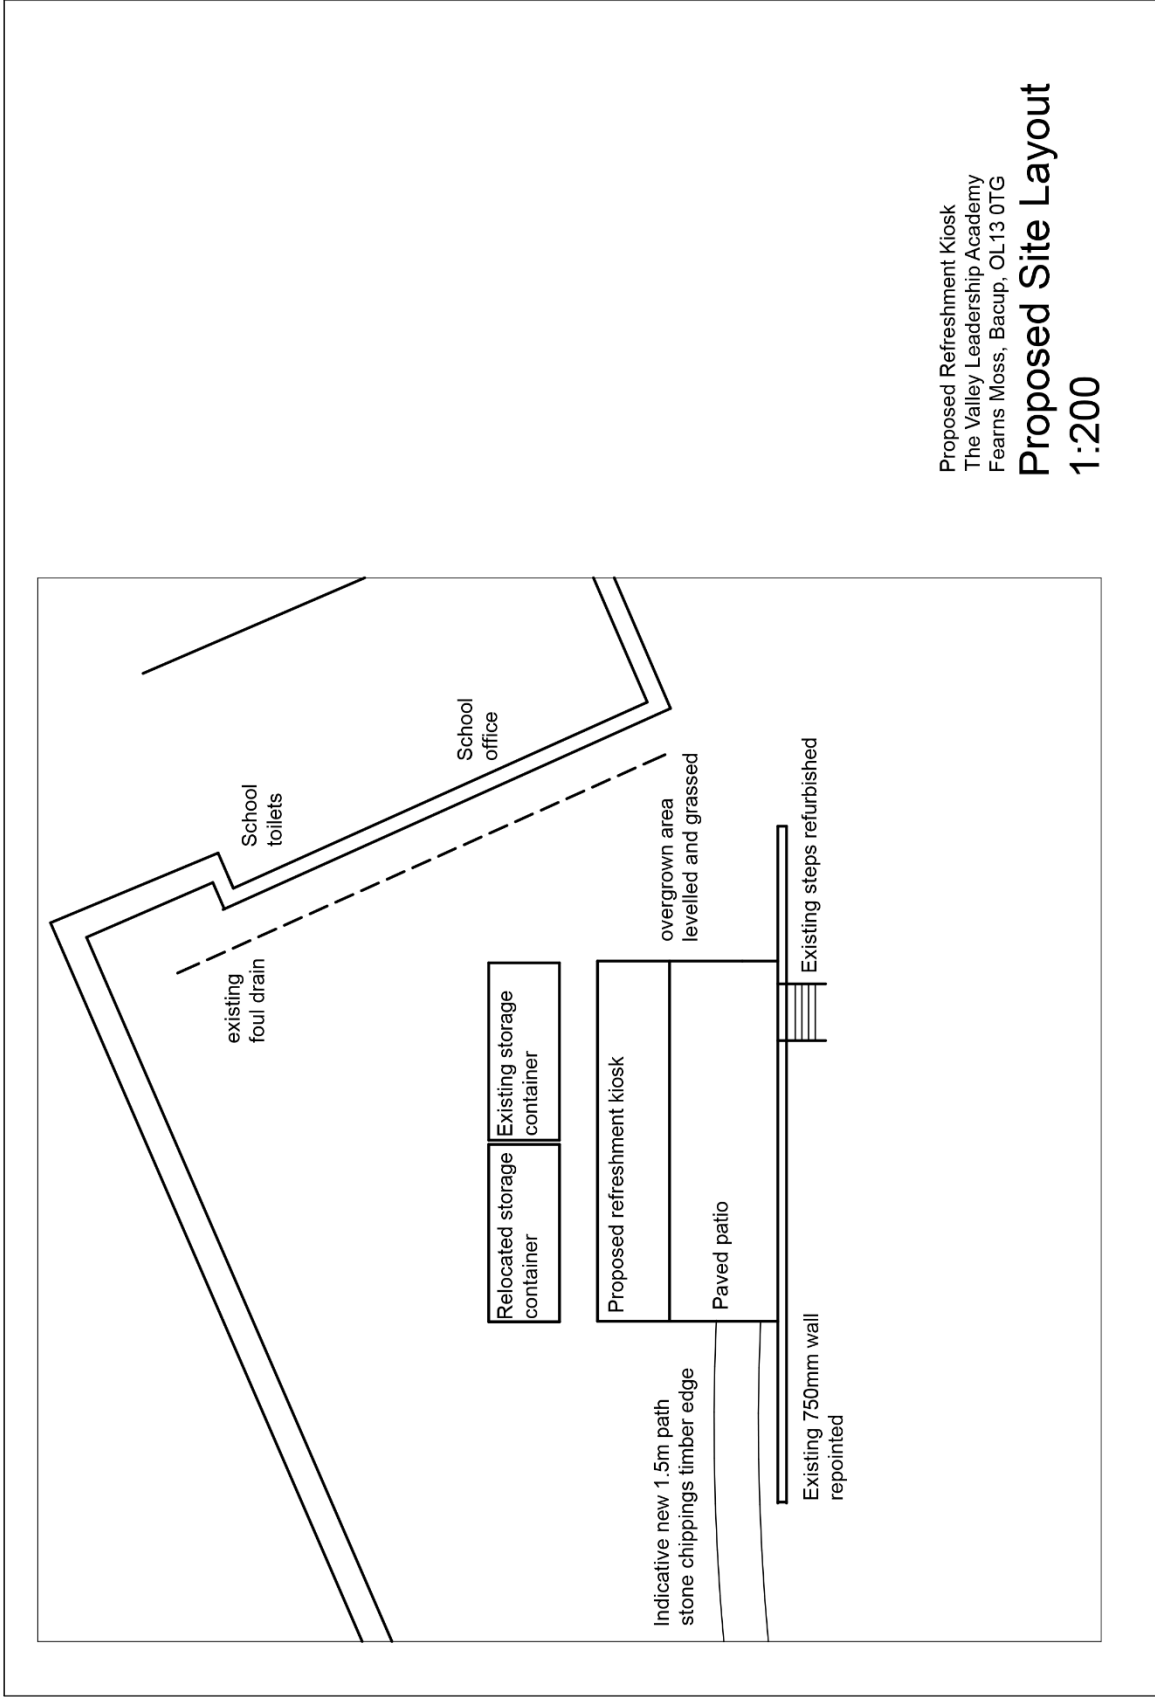 School
toilets
School
office
existing
foul drain
Relocated storage
container
Existing storage
container
Proposed refreshment kiosk
overgrown area
levelled and grassed
Indicative new 1.5m path
stone chippings timber edge
Paved patio
Existing steps refurbished
Existing 750mm wall
repointed
Proposed Refreshment Kiosk
The Valley Leadership Academy
Fearns Moss, Bacup, OL13 0TG
Proposed Site Layout
1:200